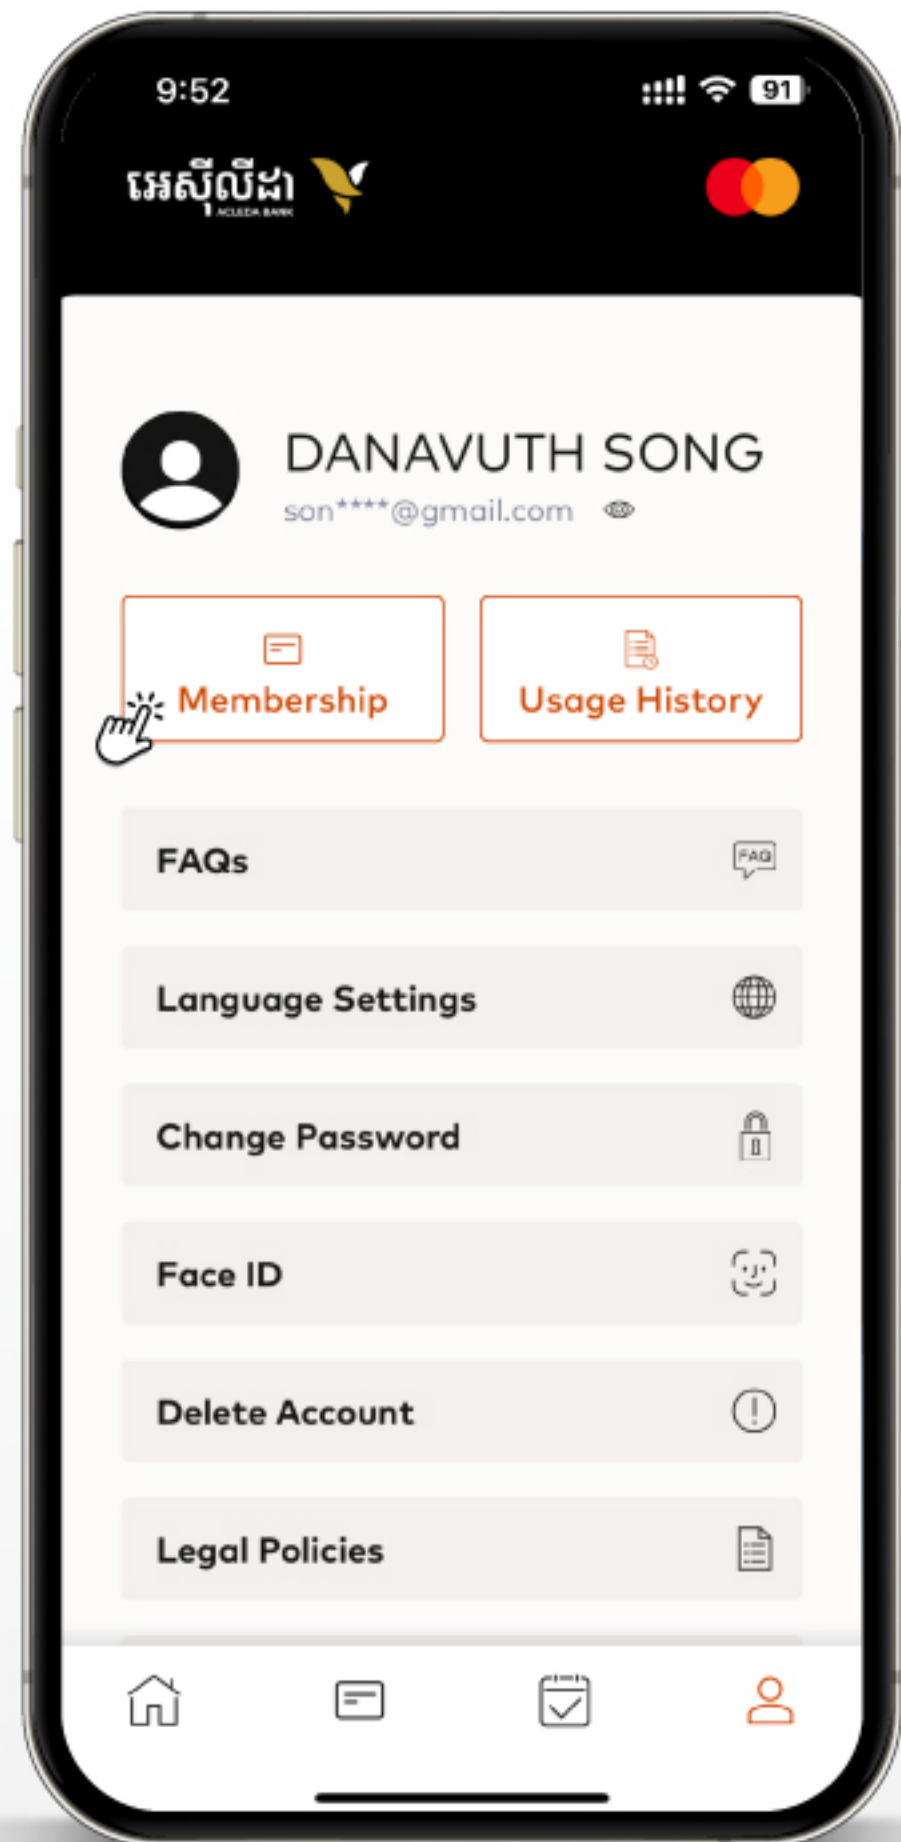 9:52
91
អេស៊ីលីដា
ACLEDA BANK
DANAVUTH SONG
son****@gmail.com
Membership
Usage History
FAQs
FAQ
Language Settings
Change Password
Face ID
Delete Account
Legal Policies